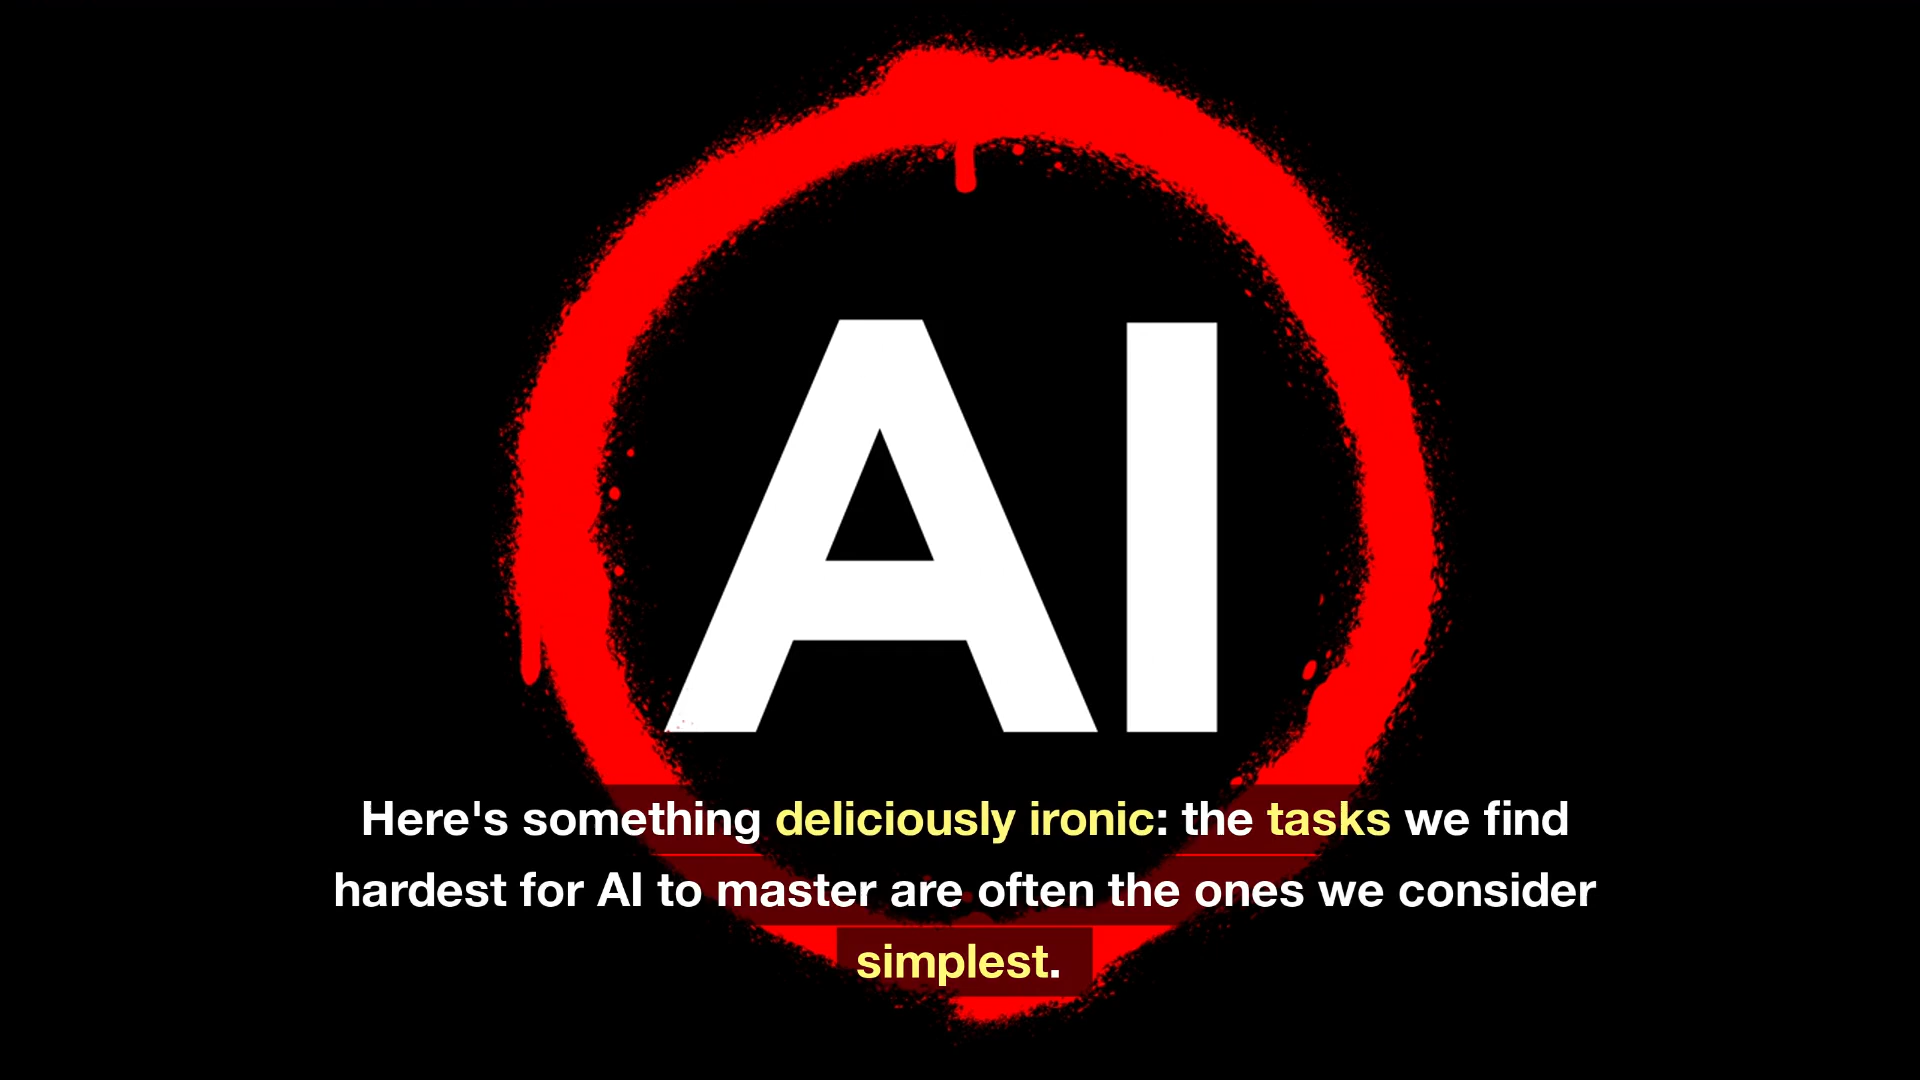 AI
Here's something deliciously ironic: the tasks we find
hardest for AI to master are often the ones we consider
simplest.